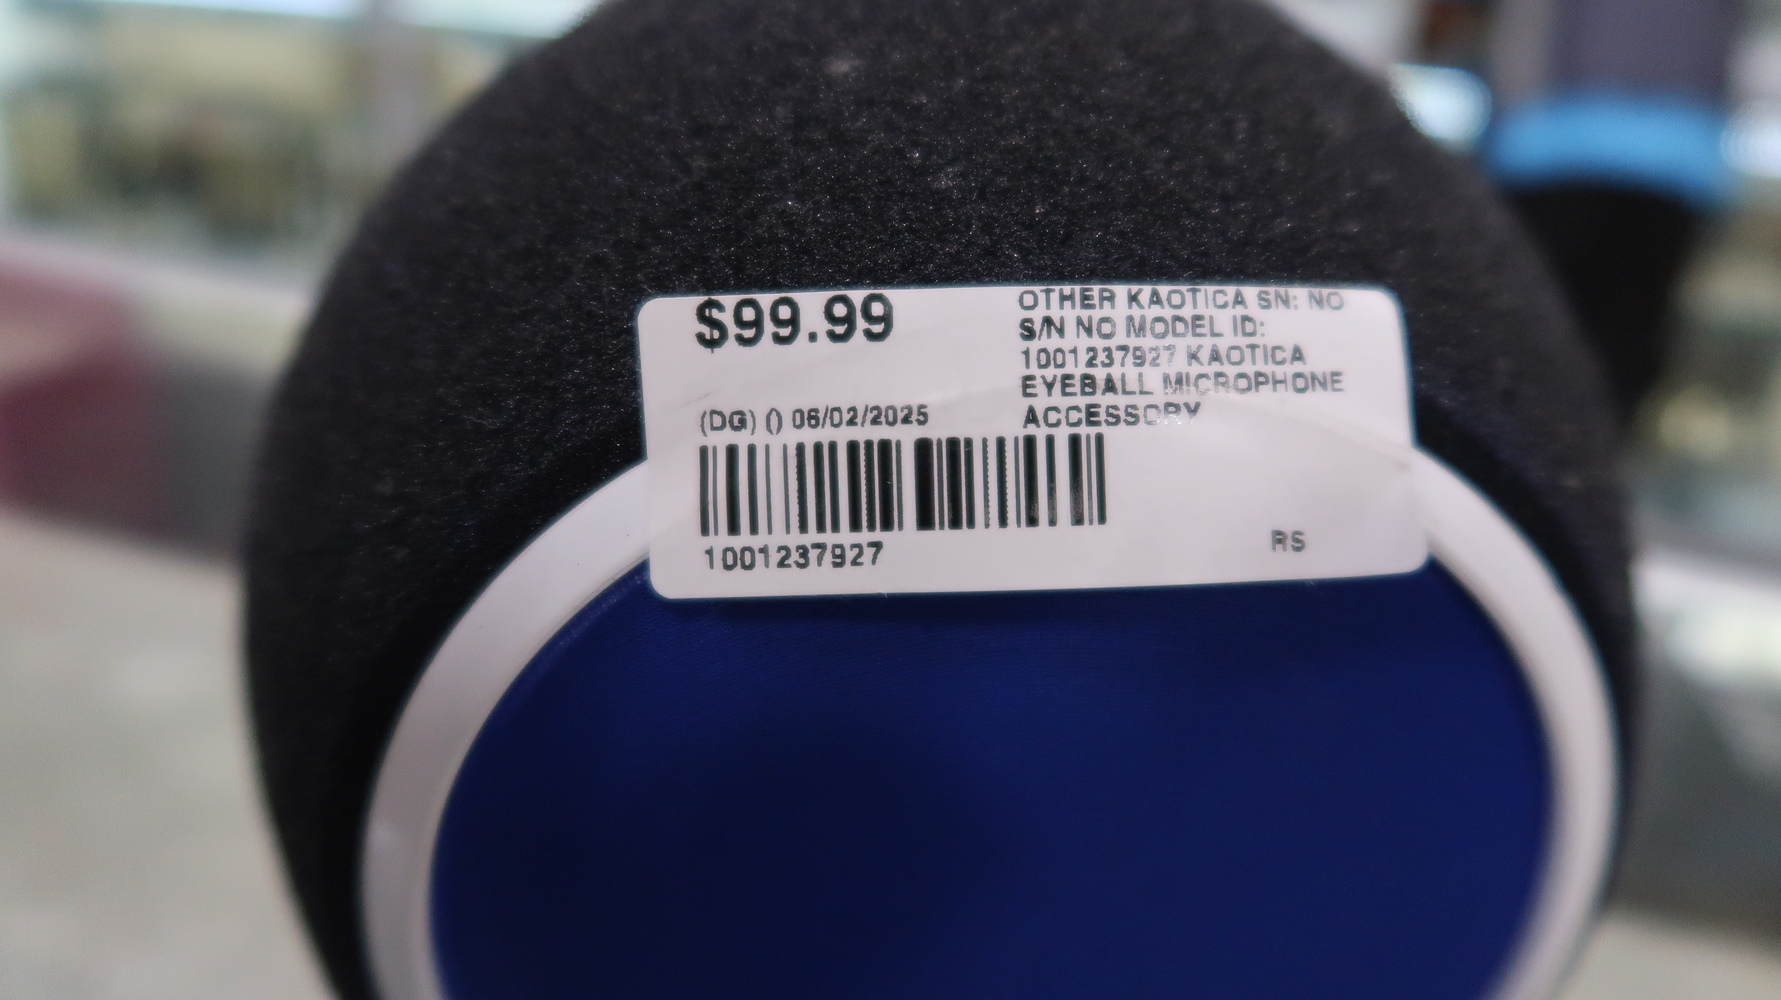 $99.99
OTHER KAOTICA SN: NO
S/N NO MODEL ID:
1001237927 KAOTICA
EYEBALL MICROPHONE
ACCESSORY
(DG) () 06/02/2025
1001237927
RS